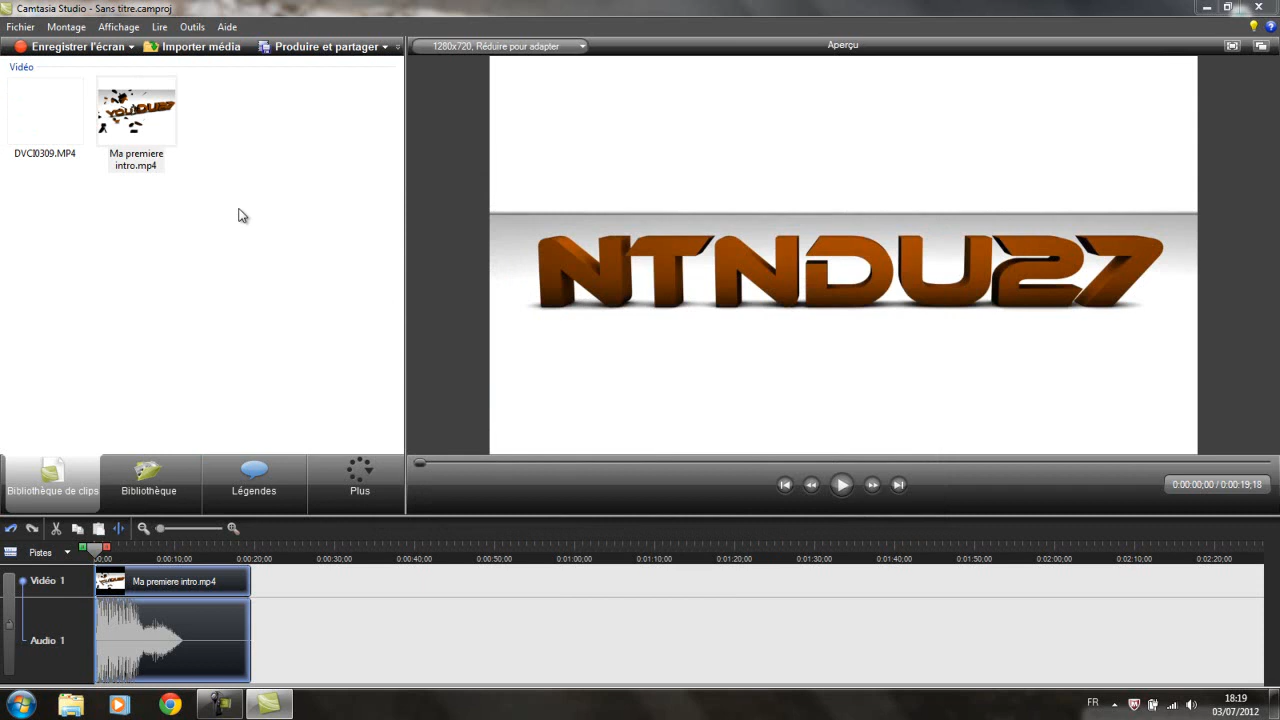 Camtasia Studio - Sans titre.camproj
Fichier Montage Affichage Lire Outils Aide
Enregistrer l'écran Importer média Produire et partager
1280x720, Réduire pour adapter
Aperçu
Vidéo
DVCI0309.MP4
Ma premiere
intro.mp4
NTNDU27
Bibliothèque de clips
Bibliothèque
Légendes
Plus
0:00:00,00 / 0:00:19,18
Pistes
00,00 0:00:10,00 0:00:20,00 0:00:30,00 0:00:40,00 0:00:50,00 0:01:00,00 0:01:10,00 0:01:20,00 0:01:30,00 0:01:40,00 0:01:50,00 0:02:00,00 0:02:10,00 0:02:20,00
Vidéo 1
Ma premiere intro.mp4
Audio 1
FR
18:19
03/07/2012